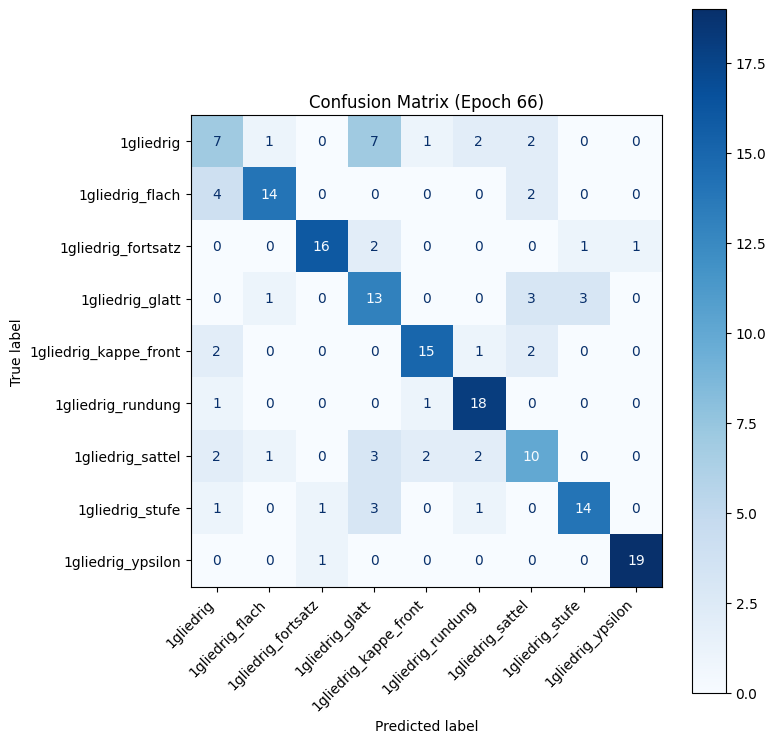 Confusion Matrix (Epoch 66)
True label
1gliedrig 7 1 0 7 1 2 2 0 0
1gliedrig_flach 4 14 0 0 0 0 2 0 0
1gliedrig_fortsatz 0 0 16 2 0 0 0 1 1
1gliedrig_glatt 0 1 0 13 0 0 3 3 0
1gliedrig_kappe_front 2 0 0 0 15 1 2 0 0
1gliedrig_rundung 1 0 0 0 1 18 0 0 0
1gliedrig_sattel 2 1 0 3 2 2 10 0 0
1gliedrig_stufe 1 0 1 3 0 1 0 14 0
1gliedrig_ypsilon 0 0 1 0 0 0 0 0 19
1gliedrig
1gliedrig_flach
1gliedrig_fortsatz
1gliedrig_glatt
1gliedrig_kappe_front
1gliedrig_rundung
1gliedrig_sattel
1gliedrig_stufe
1gliedrig_ypsilon
Predicted label
17.5
15.0
12.5
10.0
7.5
5.0
2.5
0.0